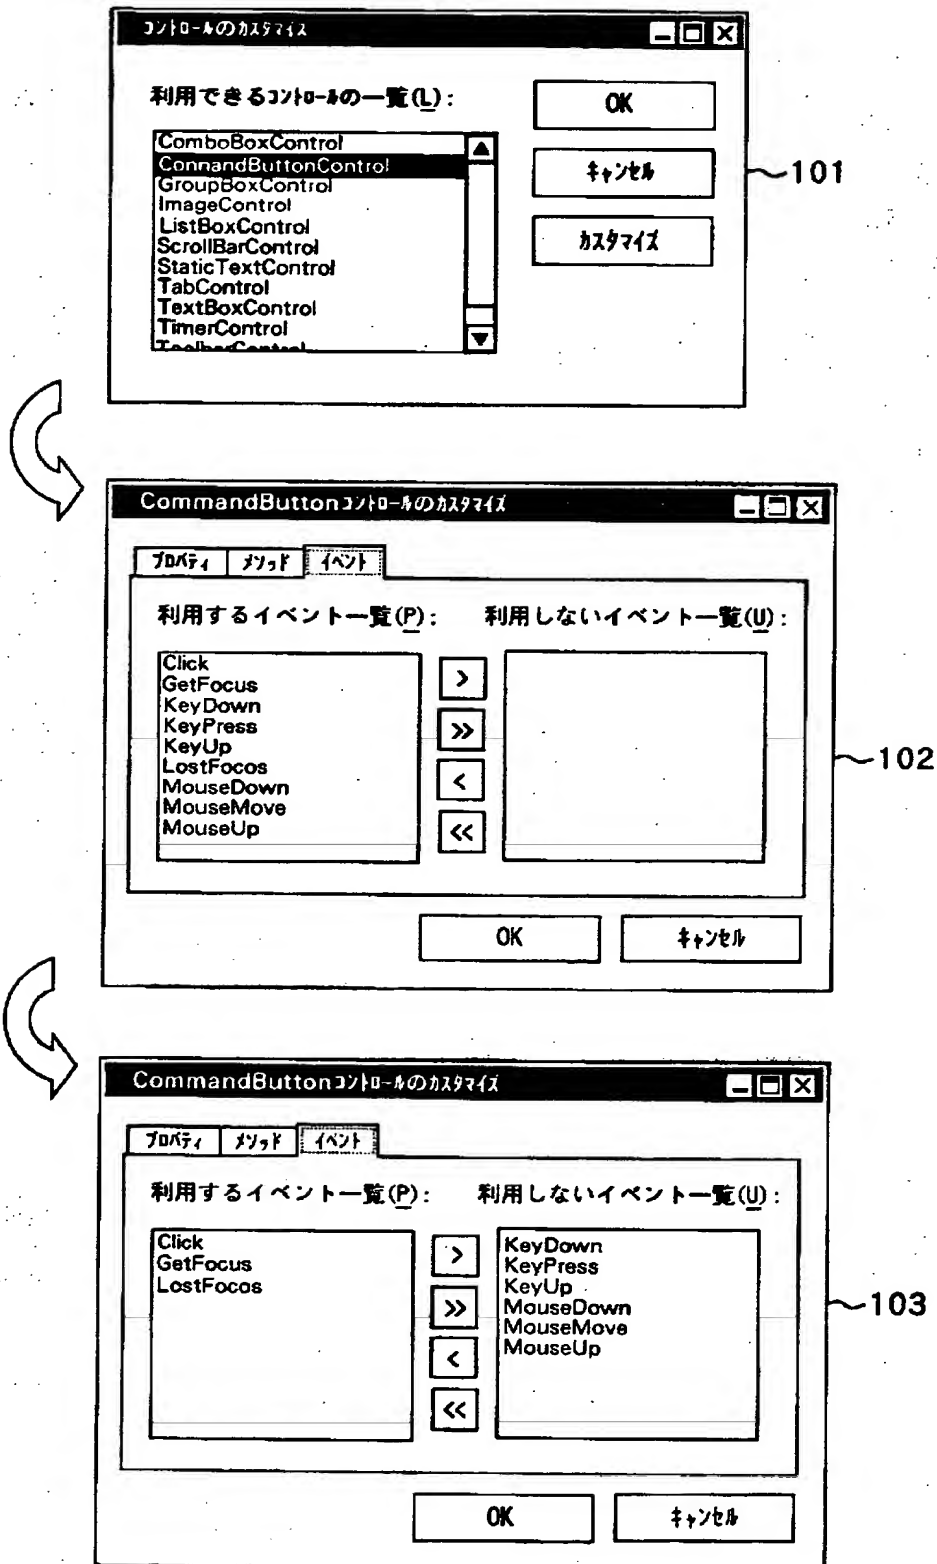 コントロールのカスタマイズ
利用できるコントロールの一覧(L):
ComboBoxControl
ConnandButtonControl
GroupBoxControl
ImageControl
ListBoxControl
ScrollBarControl
StaticTextControl
TabControl
TextBoxControl
TimerControl
ToolbarControl
OK
キャンセル
カスタマイズ
101
CommandButtonコントロールのカスタマイズ
プロパティ メソッド イベント
利用するイベント一覧(P): 利用しないイベント一覧(U):
Click
GetFocus
KeyDown
KeyPress
KeyUp
LostFocos
MouseDown
MouseMove
MouseUp
>
>>
<
<<
102
OK キャンセル
CommandButtonコントロールのカスタマイズ
プロパティ メソッド イベント
利用するイベント一覧(P): 利用しないイベント一覧(U):
Click
GetFocus
LostFocos
>
>>
<
<<
KeyDown
KeyPress
KeyUp
MouseDown
MouseMove
MouseUp
103
OK キャンセル